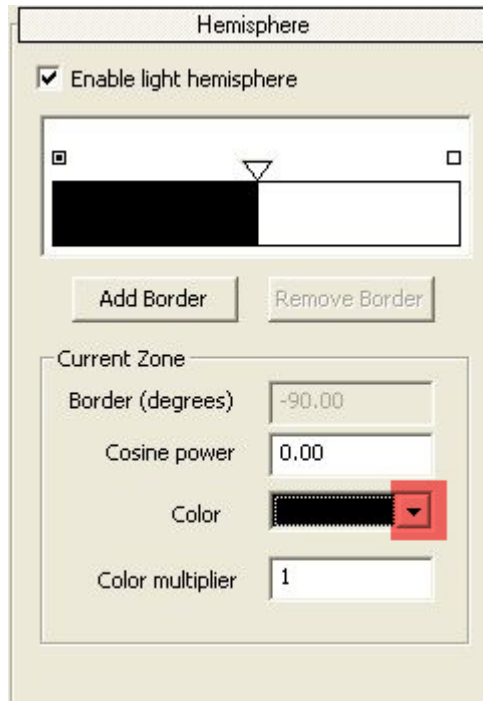 Hemisphere
Enable light hemisphere
Add Border Remove Border
Current Zone
Border (degrees) -90.00
Cosine power 0.00
Color
Color multiplier 1